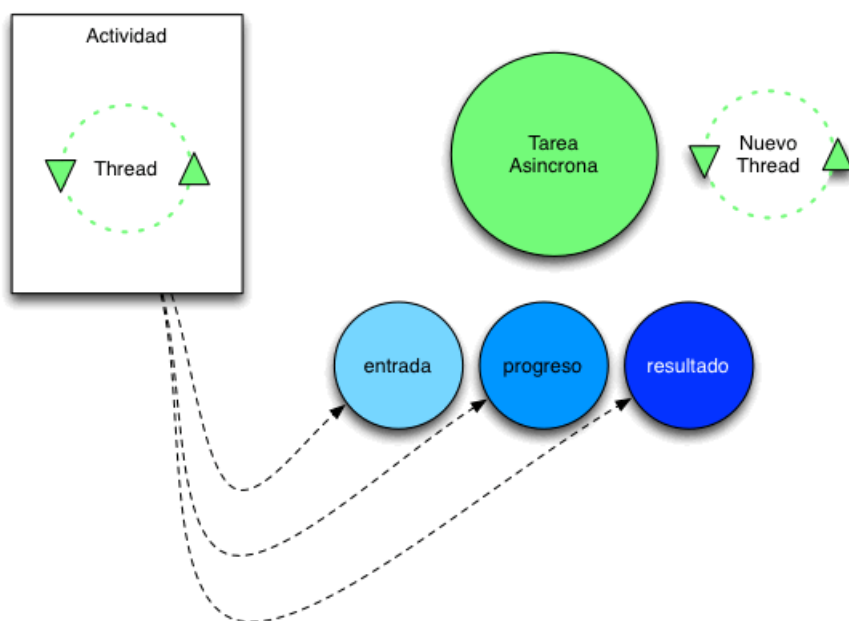 Actividad
Thread
Tarea
Asincrona
Nuevo
Thread
entrada
progreso
resultado